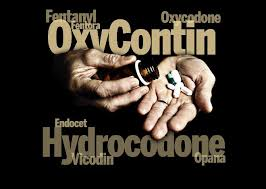 Fentanyl Oxycodone
Fentora
OxyContin
Endocet
Hydrocodone
Vicodin Opana